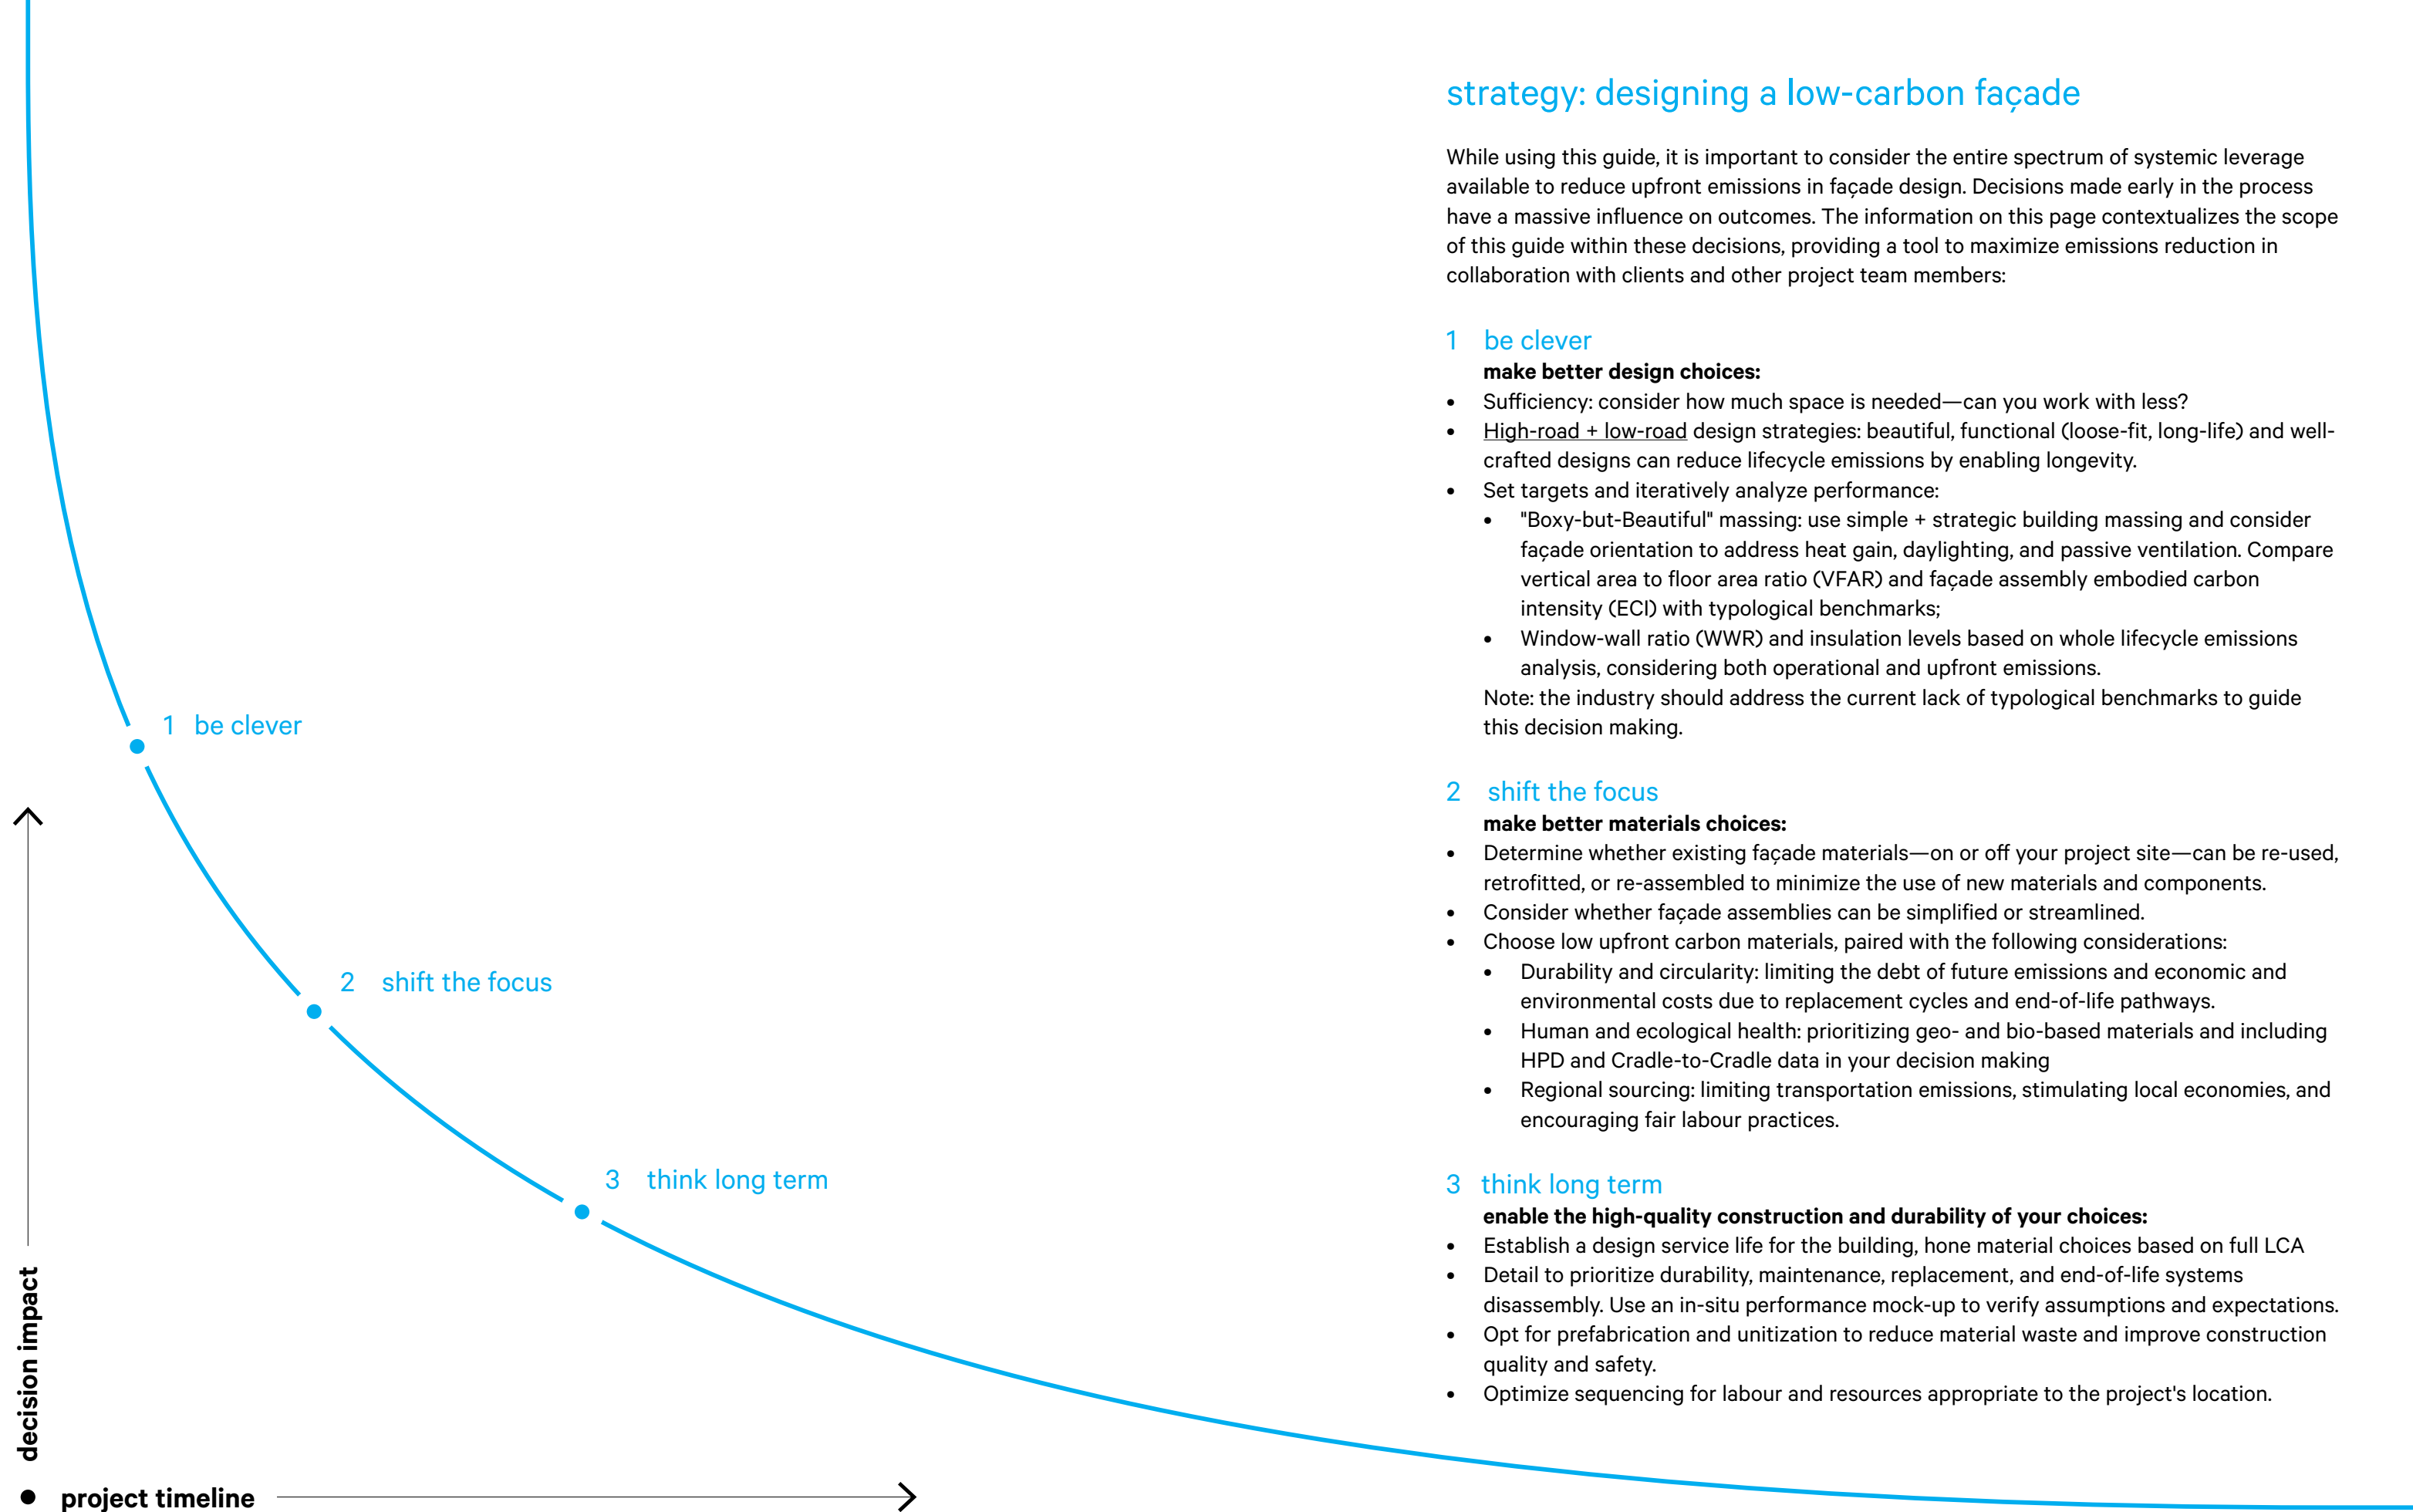 strategy: designing a low-carbon façade
While using this guide, it is important to consider the entire spectrum of systemic leverage
available to reduce upfront emissions in façade design. Decisions made early in the process
have a massive influence on outcomes. The information on this page contextualizes the scope
of this guide within these decisions, providing a tool to maximize emissions reduction in
collaboration with clients and other project team members:
1 be clever
make better design choices:
• Sufficiency: consider how much space is needed—can you work with less?
• High-road + low-road design strategies: beautiful, functional (loose-fit, long-life) and well-
crafted designs can reduce lifecycle emissions by enabling longevity.
• Set targets and iteratively analyze performance:
• "Boxy-but-Beautiful" massing: use simple + strategic building massing and consider
façade orientation to address heat gain, daylighting, and passive ventilation. Compare
vertical area to floor area ratio (VFAR) and façade assembly embodied carbon
intensity (ECI) with typological benchmarks;
• Window-wall ratio (WWR) and insulation levels based on whole lifecycle emissions
analysis, considering both operational and upfront emissions.
Note: the industry should address the current lack of typological benchmarks to guide
this decision making.
2 shift the focus
make better materials choices:
• Determine whether existing façade materials—on or off your project site—can be re-used,
retrofitted, or re-assembled to minimize the use of new materials and components.
• Consider whether façade assemblies can be simplified or streamlined.
• Choose low upfront carbon materials, paired with the following considerations:
• Durability and circularity: limiting the debt of future emissions and economic and
environmental costs due to replacement cycles and end-of-life pathways.
• Human and ecological health: prioritizing geo- and bio-based materials and including
HPD and Cradle-to-Cradle data in your decision making
• Regional sourcing: limiting transportation emissions, stimulating local economies, and
encouraging fair labour practices.
3 think long term
enable the high-quality construction and durability of your choices:
• Establish a design service life for the building, hone material choices based on full LCA
• Detail to prioritize durability, maintenance, replacement, and end-of-life systems
disassembly. Use an in-situ performance mock-up to verify assumptions and expectations.
• Opt for prefabrication and unitization to reduce material waste and improve construction
quality and safety.
• Optimize sequencing for labour and resources appropriate to the project's location.
1 be clever
2 shift the focus
3 think long term
decision impact
project timeline